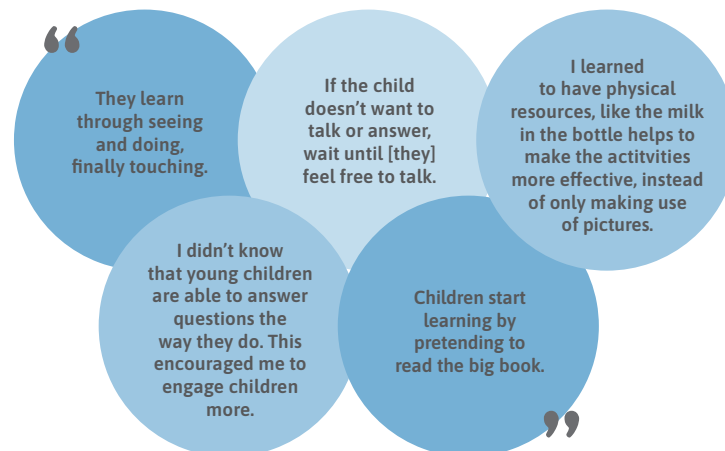 “
They learn
through seeing
and doing,
finally touching.
If the child
doesn’t want to
talk or answer,
wait until [they]
feel free to talk.
I learned
to have physical
resources, like the milk
in the bottle helps to
make the actitvities
more effective, instead
of only making use
of pictures.
I didn’t know
that young children
are able to answer
questions the
way they do. This
encouraged me to
engage children
more.
Children start
learning by
pretending to
read the big book.
”